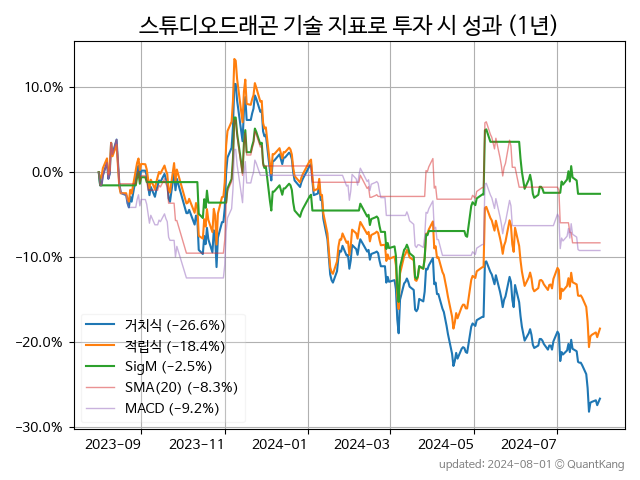 스튜디오드래곤 기술 지표로 투자 시 성과 (1년)
10.0%
0.0%
−10.0%
−20.0%
−30.0%
거치식 (−26.6%)
적립식 (−18.4%)
SigM (−2.5%)
SMA(20) (−8.3%)
MACD (−9.2%)
2023−09 2023−11 2024−01 2024−03 2024−05 2024−07
updated: 2024−08−01 © QuantKang